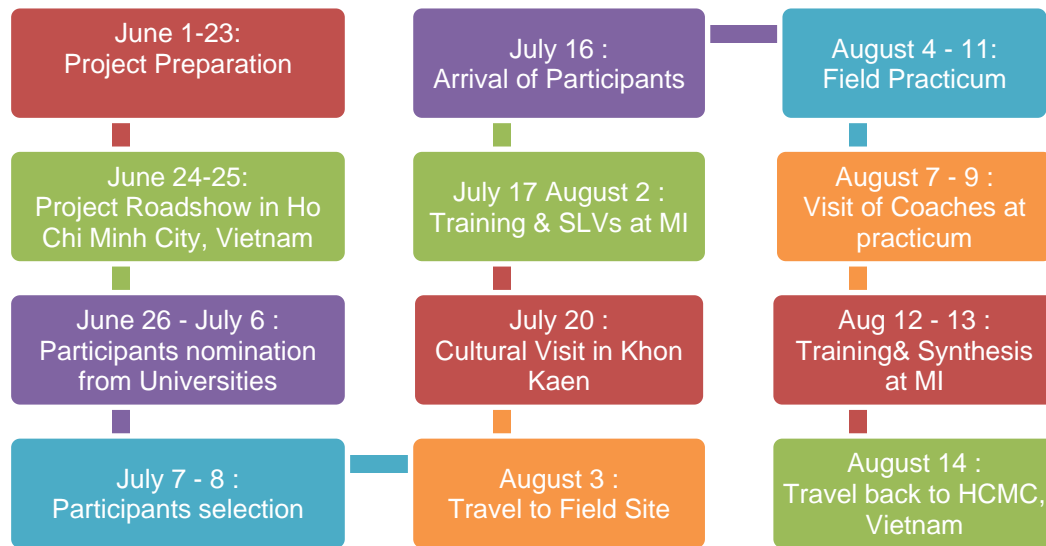 June 1-23:
Project Preparation
June 24-25:
Project Roadshow in Ho
Chi Minh City, Vietnam
June 26 - July 6 :
Participants nomination
from Universities
July 7 - 8 :
Participants selection
July 16 :
Arrival of Participants
July 17 August 2 :
Training & SLVs at MI
July 20 :
Cultural Visit in Khon
Kaen
August 3 :
Travel to Field Site
August 4 - 11:
Field Practicum
August 7 - 9 :
Visit of Coaches at
practicum
Aug 12 - 13 :
Training& Synthesis
at MI
August 14 :
Travel back to HCMC,
Vietnam